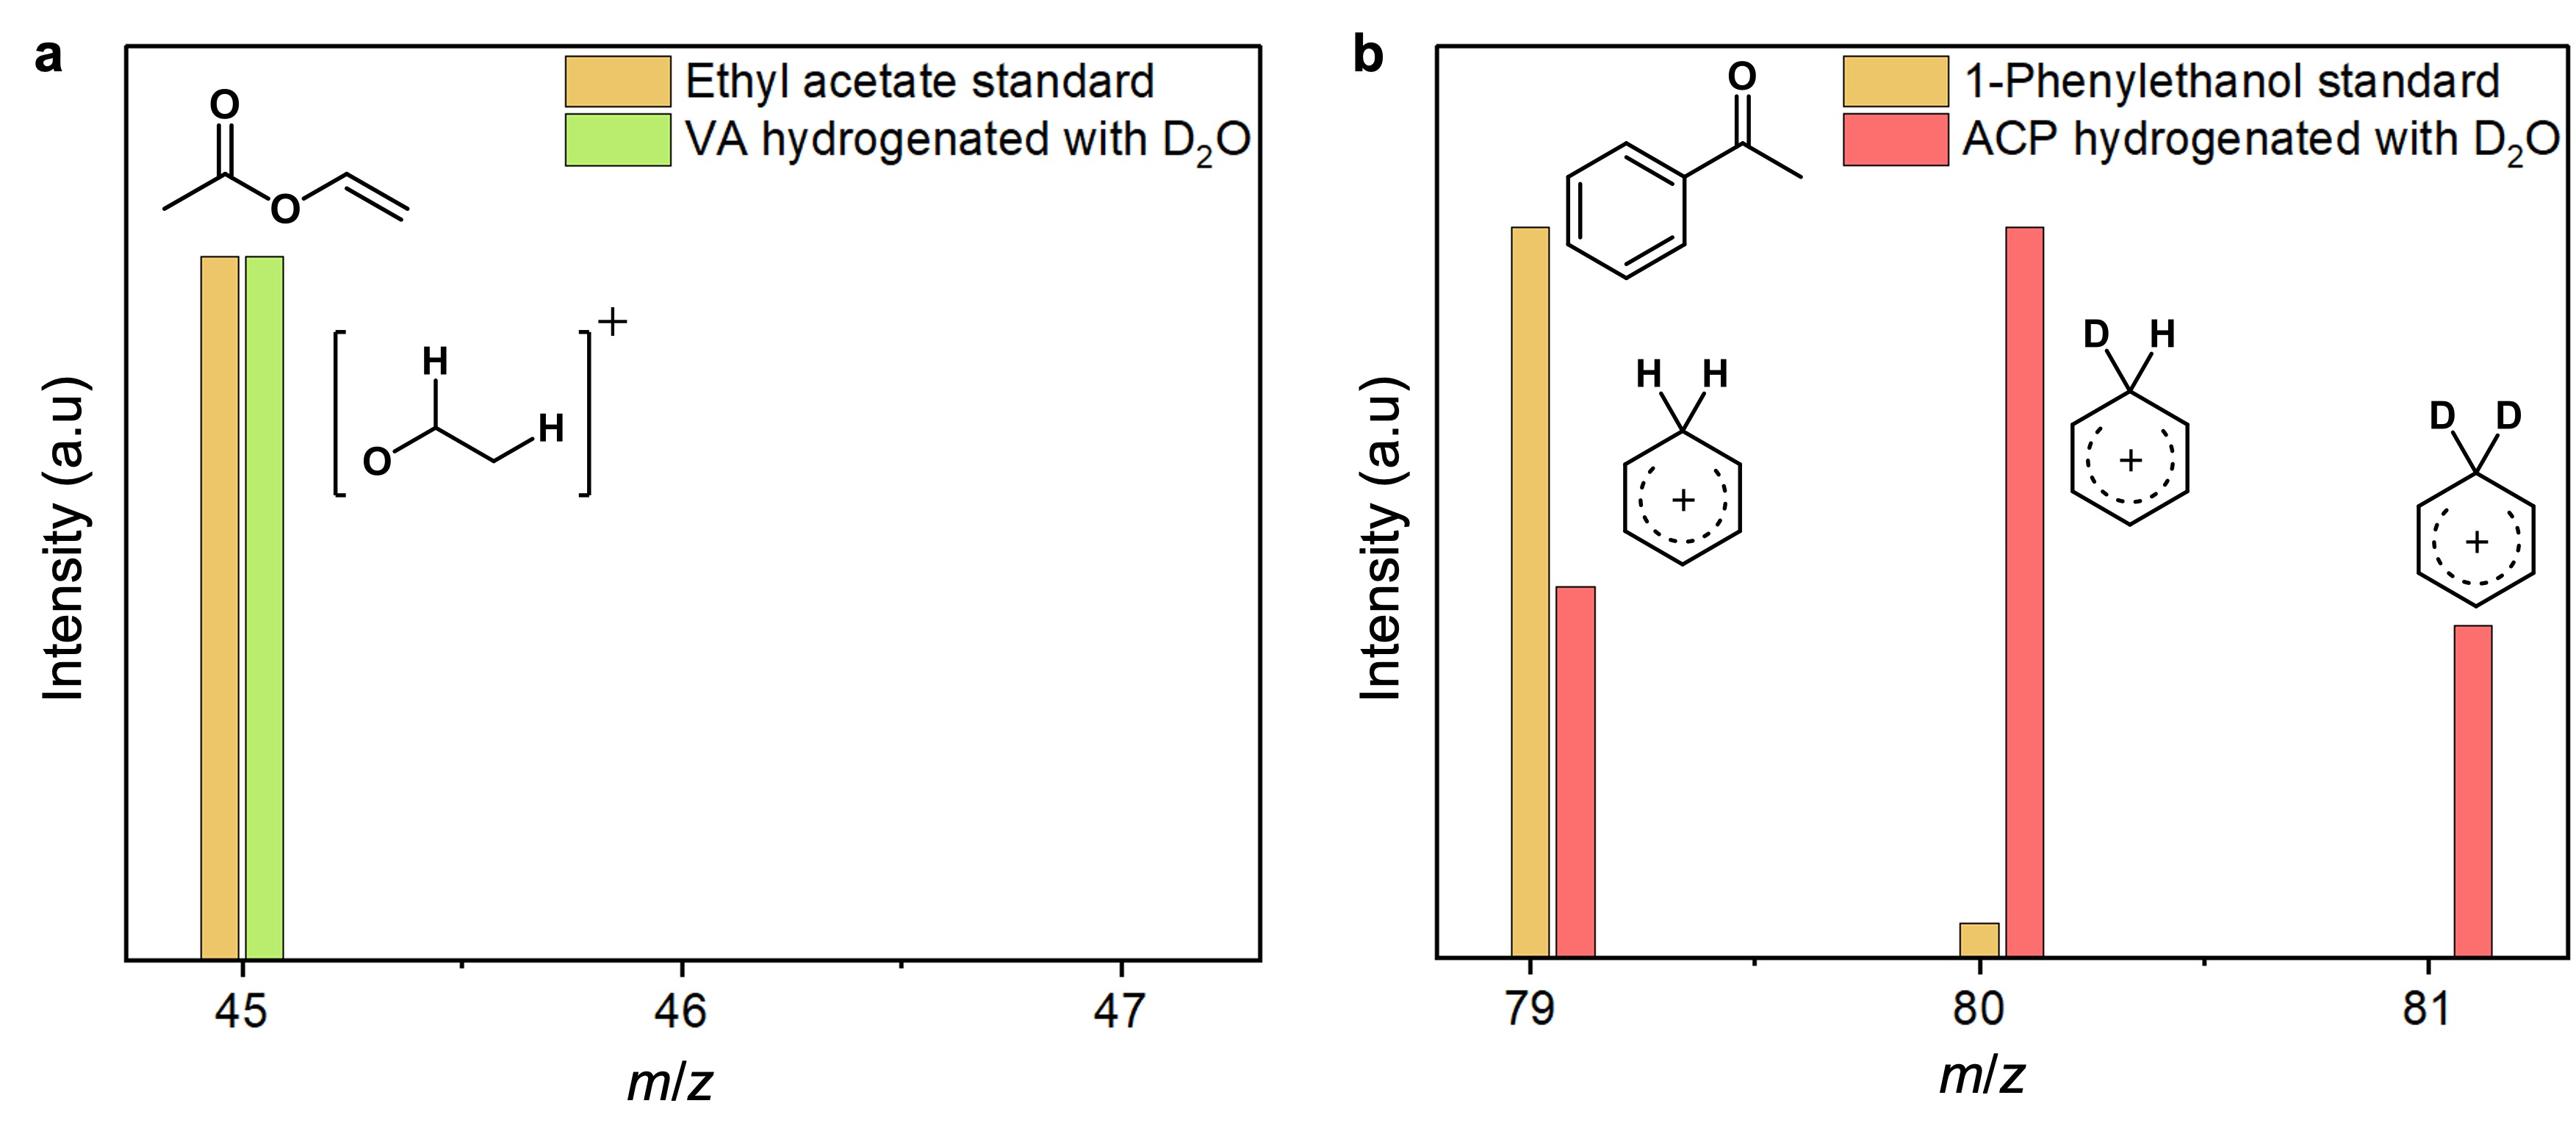 a
Ethyl acetate standard
VA hydrogenated with D₂O
O
O
+
H
H
O
Intensity (a.u)
45
46
47
m/z
b
1-Phenylethanol standard
ACP hydrogenated with D₂O
O
H H
+
D H
+
D D
+
Intensity (a.u)
79
80
81
m/z